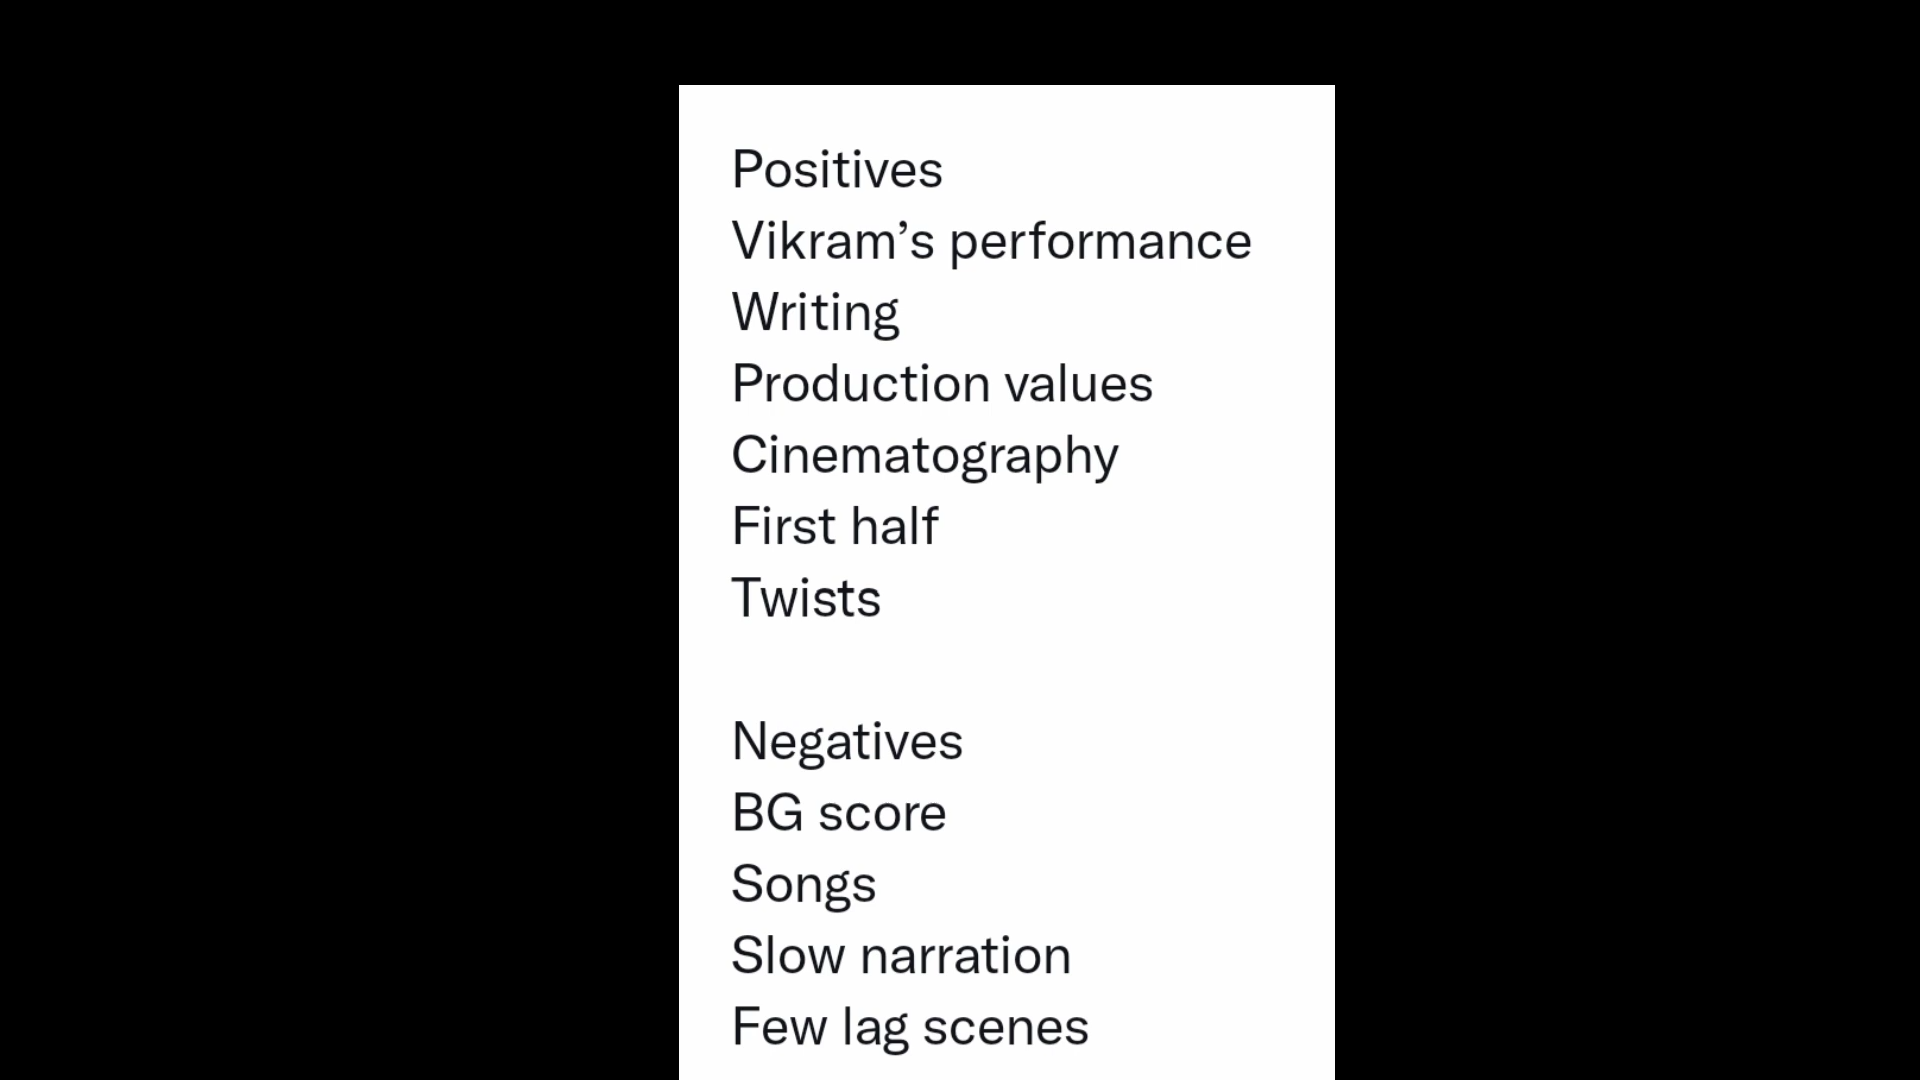 Positives
Vikram’s performance
Writing
Production values
Cinematography
First half
Twists
Negatives
BG score
Songs
Slow narration
Few lag scenes